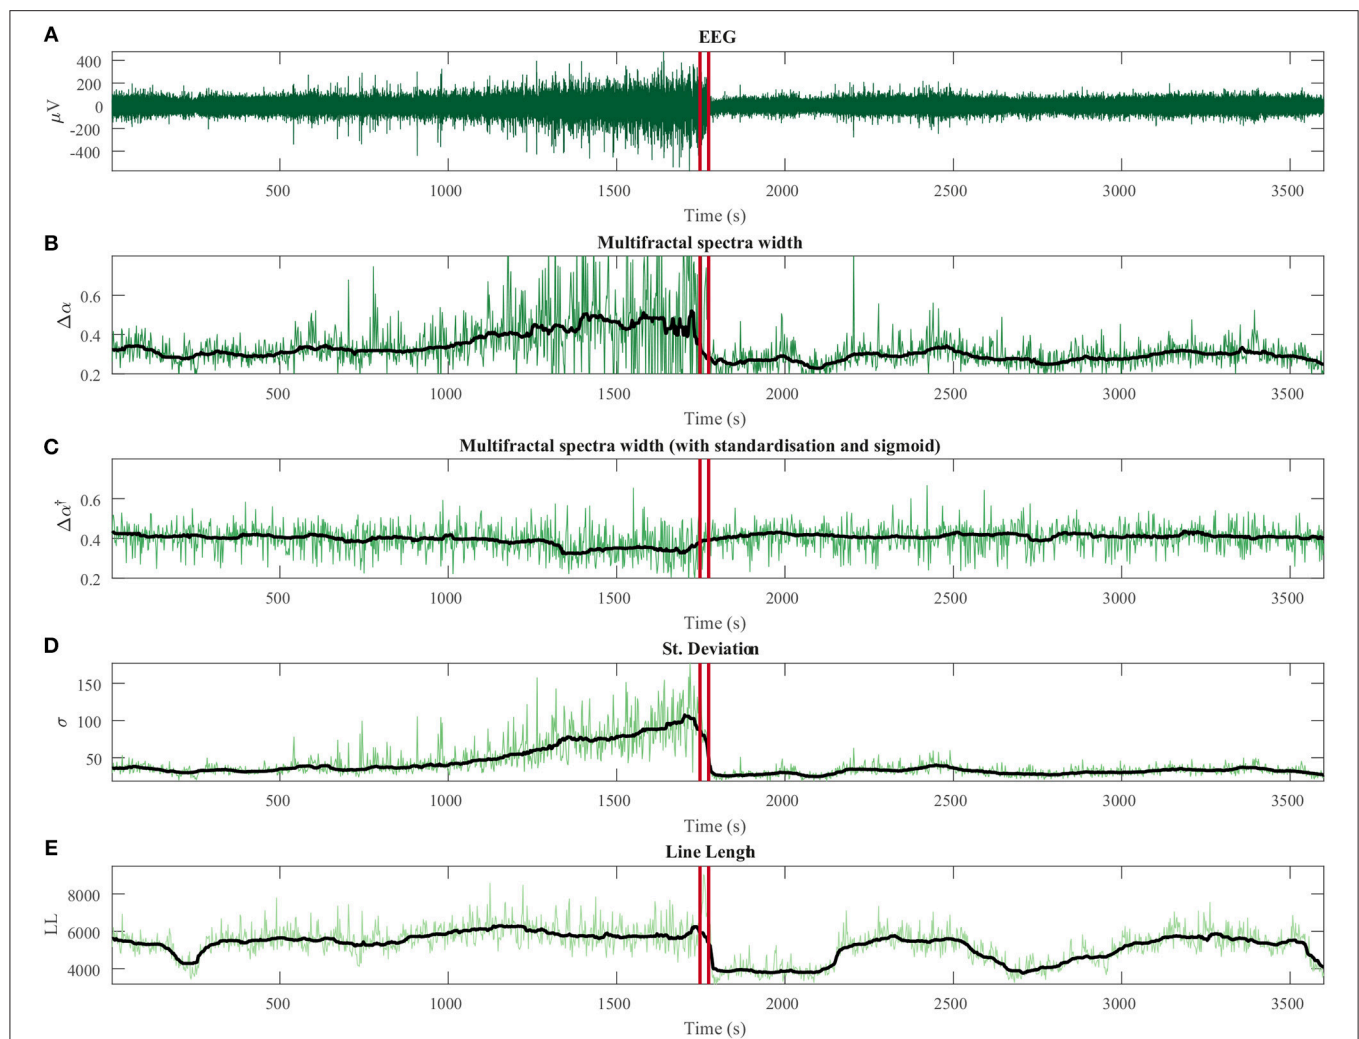 A
EEG
400
200
0
-200
-400
μV
500 1000 1500 2000 2500 3000 3500
Time (s)
B
Multifractal spectra width
0.6
0.4
0.2
Δα
500 1000 1500 2000 2500 3000 3500
Time (s)
C
Multifractal spectra width (with standardisation and sigmoid)
0.6
0.4
0.2
Δα†
500 1000 1500 2000 2500 3000 3500
Time (s)
D
St. Deviation
150
100
50
σ
500 1000 1500 2000 2500 3000 3500
Time (s)
E
Line Length
8000
6000
4000
LL
500 1000 1500 2000 2500 3000 3500
Time (s)